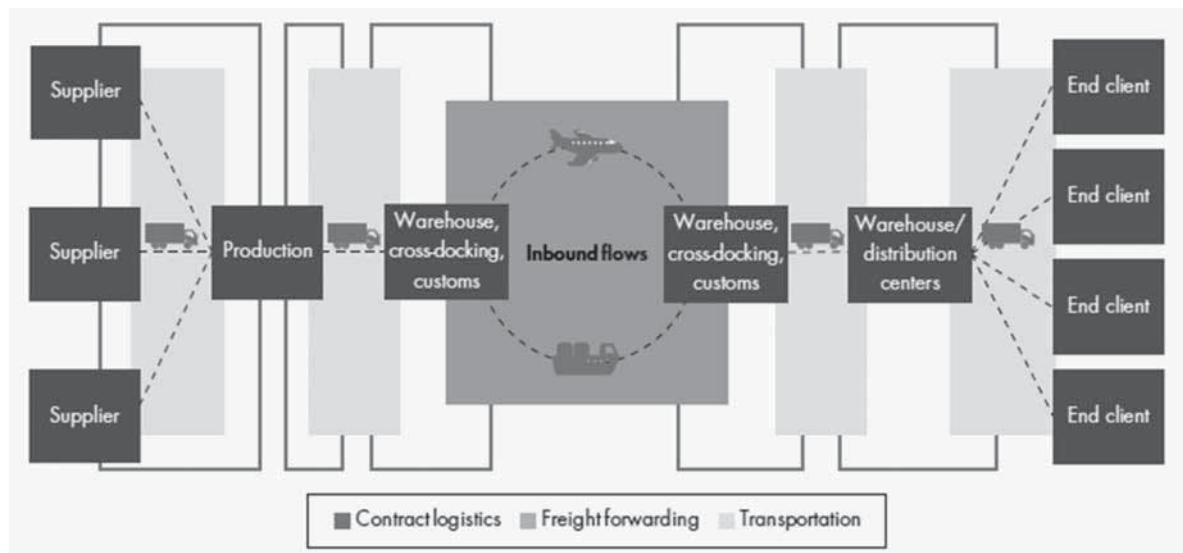 Supplier
Supplier
Supplier
Production
Warehouse,
cross-docking,
customs
Inbound flows
Warehouse,
cross-docking,
customs
Warehouse/
distribution
centers
End client
End client
End client
End client
Contract logistics
Freight forwarding
Transportation